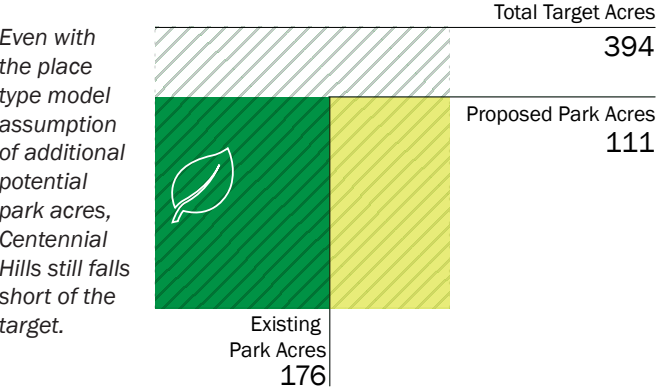 Even with
the place
type model
assumption
of additional
potential
park acres,
Centennial
Hills still falls
short of the
target.
Total Target Acres
394
Proposed Park Acres
111
Existing
Park Acres
176